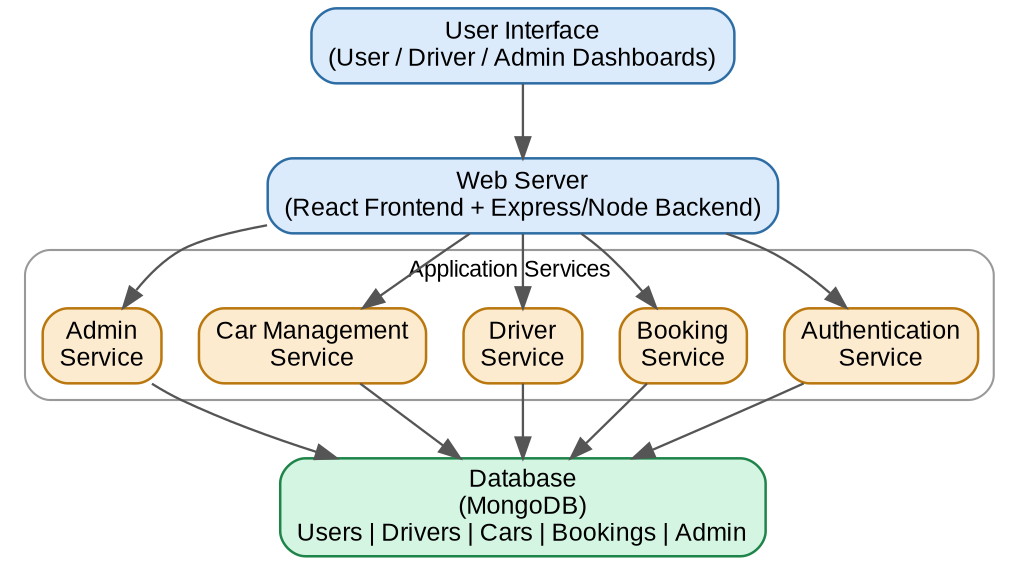 User Interface
(User / Driver / Admin Dashboards)
Web Server
(React Frontend + Express/Node Backend)
Application Services
Admin
Service
Car Management
Service
Driver
Service
Booking
Service
Authentication
Service
Database
(MongoDB)
Users | Drivers | Cars | Bookings | Admin